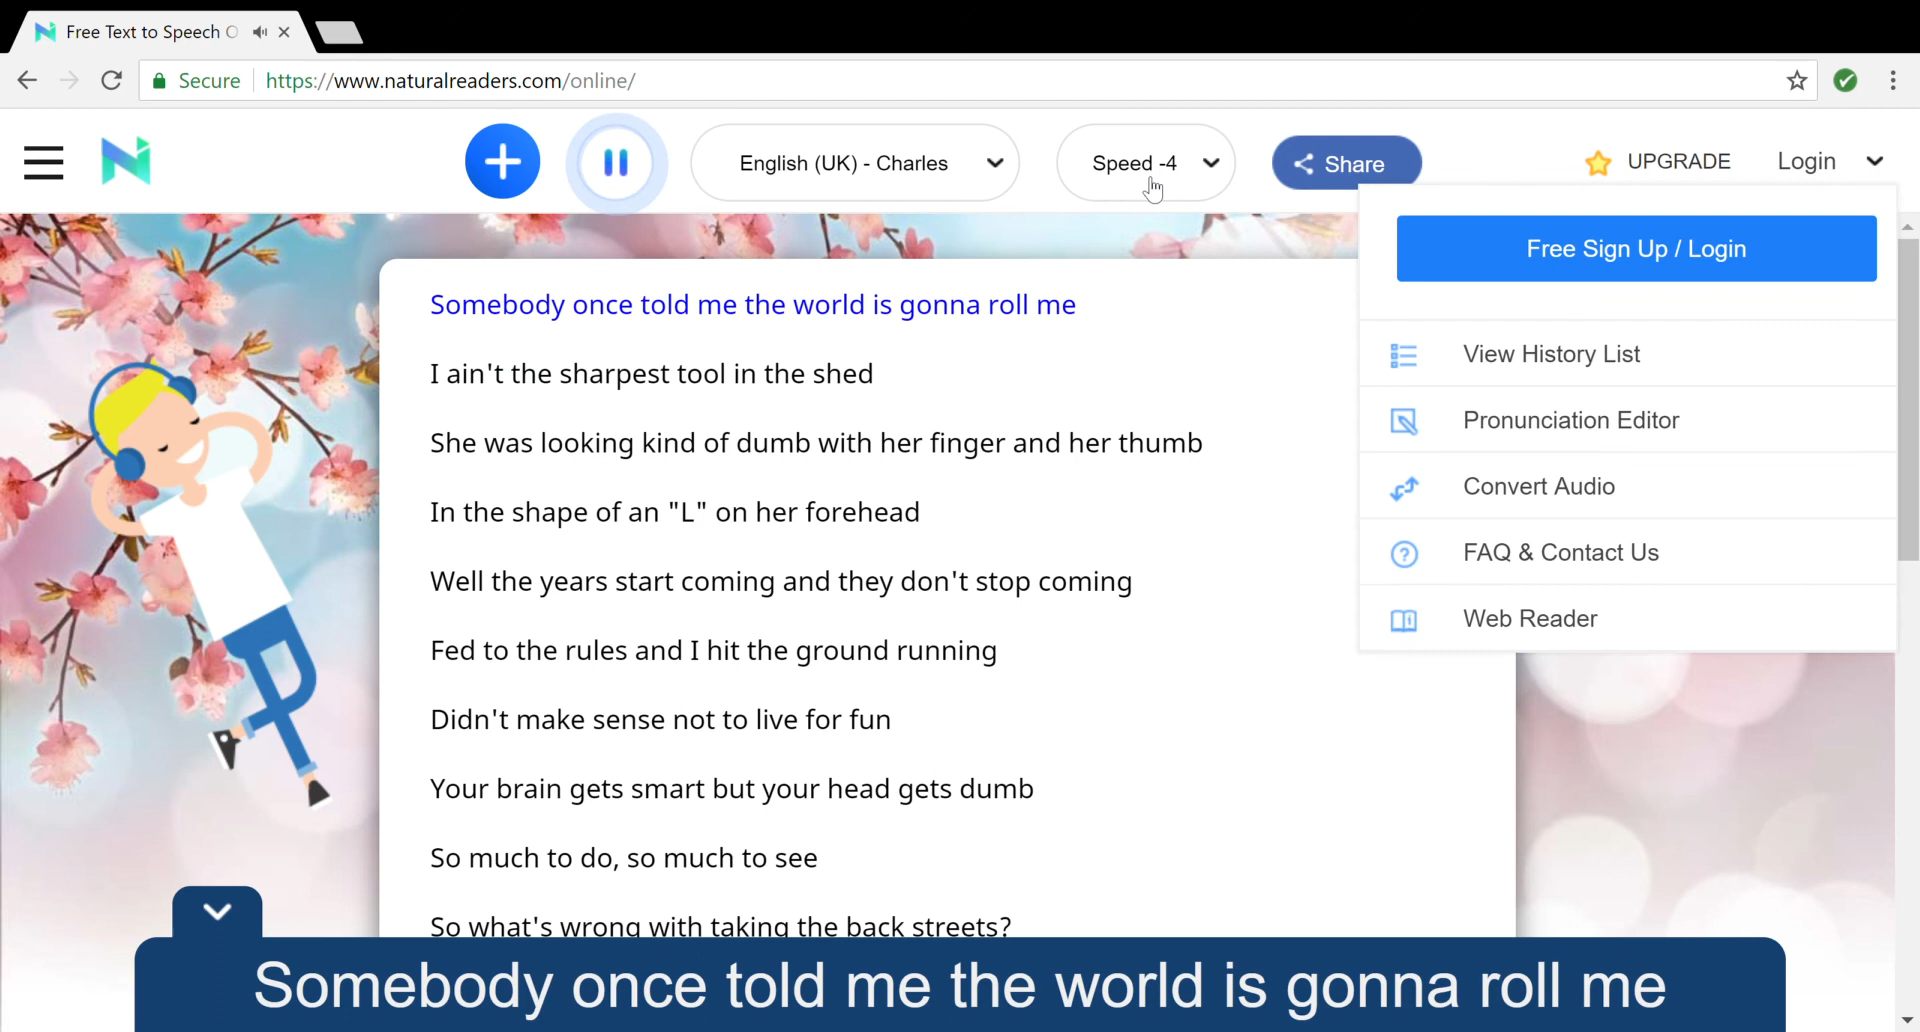 Free Text to Speech O
Secure https://www.naturalreaders.com/online/
English (UK) - Charles
Speed -4
Share
UPGRADE
Login
Free Sign Up / Login
View History List
Pronunciation Editor
Convert Audio
FAQ & Contact Us
Web Reader
Somebody once told me the world is gonna roll me
I ain't the sharpest tool in the shed
She was looking kind of dumb with her finger and her thumb
In the shape of an "L" on her forehead
Well the years start coming and they don't stop coming
Fed to the rules and I hit the ground running
Didn't make sense not to live for fun
Your brain gets smart but your head gets dumb
So much to do, so much to see
So what's wrong with taking the back streets?
Somebody once told me the world is gonna roll me